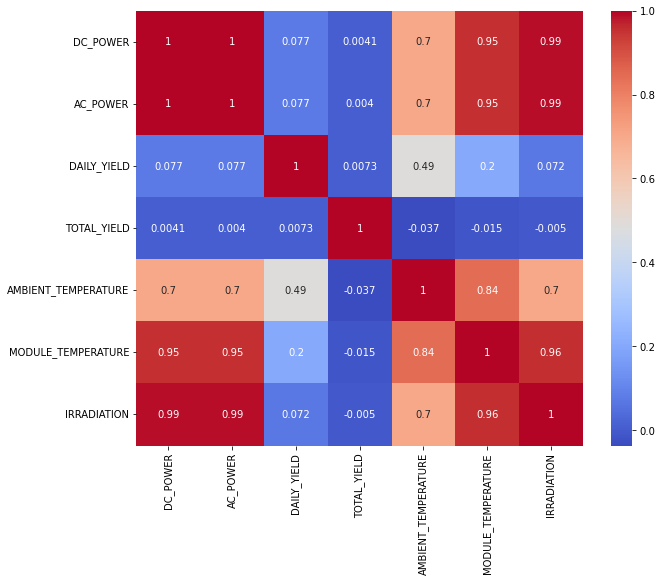 DC_POWER 1 1 0.077 0.0041 0.7 0.95 0.99
AC_POWER 1 1 0.077 0.004 0.7 0.95 0.99
DAILY_YIELD 0.077 0.077 1 0.0073 0.49 0.2 0.072
TOTAL_YIELD 0.0041 0.004 0.0073 1 -0.037 -0.015 -0.005
AMBIENT_TEMPERATURE 0.7 0.7 0.49 -0.037 1 0.84 0.7
MODULE_TEMPERATURE 0.95 0.95 0.2 -0.015 0.84 1 0.96
IRRADIATION 0.99 0.99 0.072 -0.005 0.7 0.96 1
DC_POWER
AC_POWER
DAILY_YIELD
TOTAL_YIELD
AMBIENT_TEMPERATURE
MODULE_TEMPERATURE
IRRADIATION
1.0
0.8
0.6
0.4
0.2
0.0